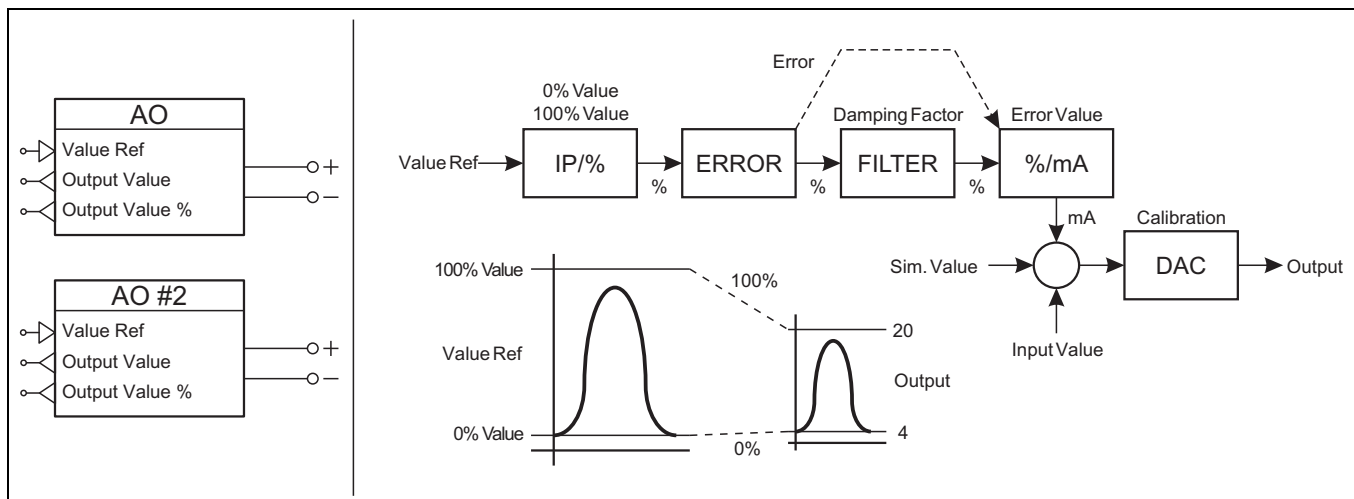 AO
Value Ref
Output Value
Output Value %
+
–
AO #2
Value Ref
Output Value
Output Value %
+
–
Error
0% Value
100% Value
Damping Factor
Error Value
Value Ref
IP/%
%
ERROR
%
FILTER
%
%/mA
mA
Calibration
Sim. Value
DAC
Output
Input Value
100% Value
100%
20
Value Ref
Output
0% Value
0%
4